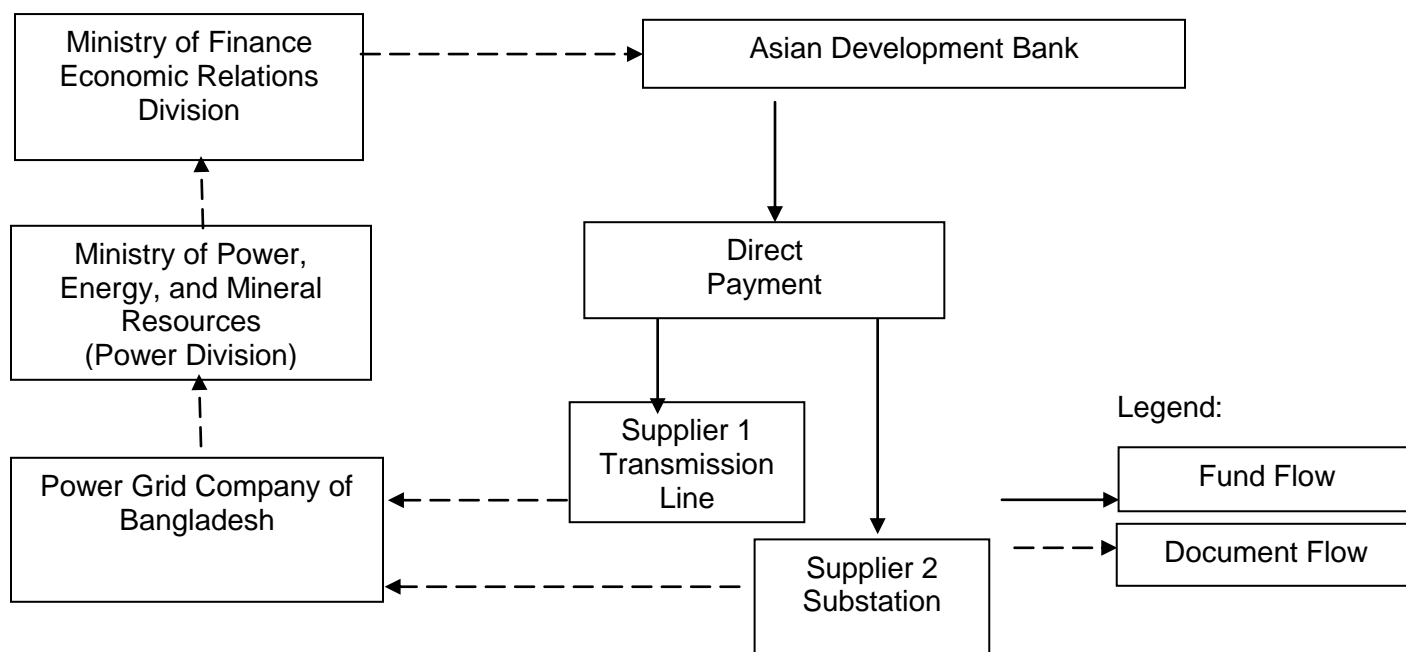 Ministry of Finance
Economic Relations
Division
Asian Development Bank
Ministry of Power,
Energy, and Mineral
Resources
(Power Division)
Direct
Payment
Supplier 1
Transmission
Line
Power Grid Company of
Bangladesh
Supplier 2
Substation
Legend:
Fund Flow
Document Flow